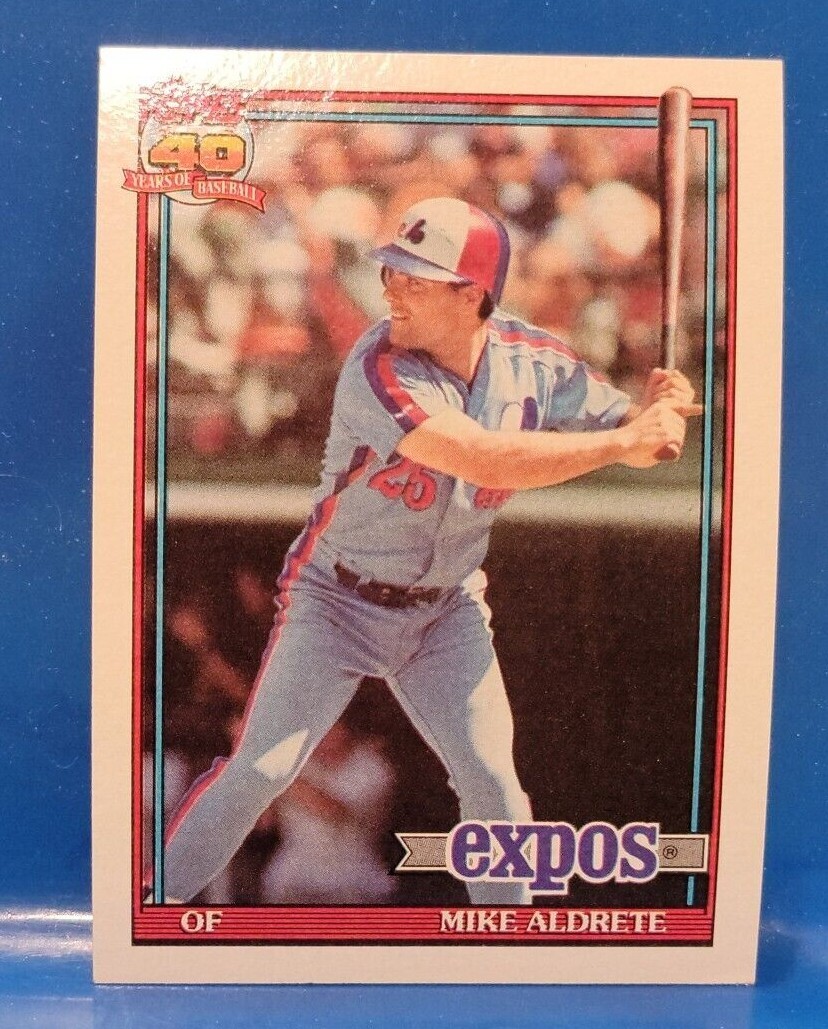 40
YEARS OF BASEBALL
25
expos®
OF
MIKE ALDRETE